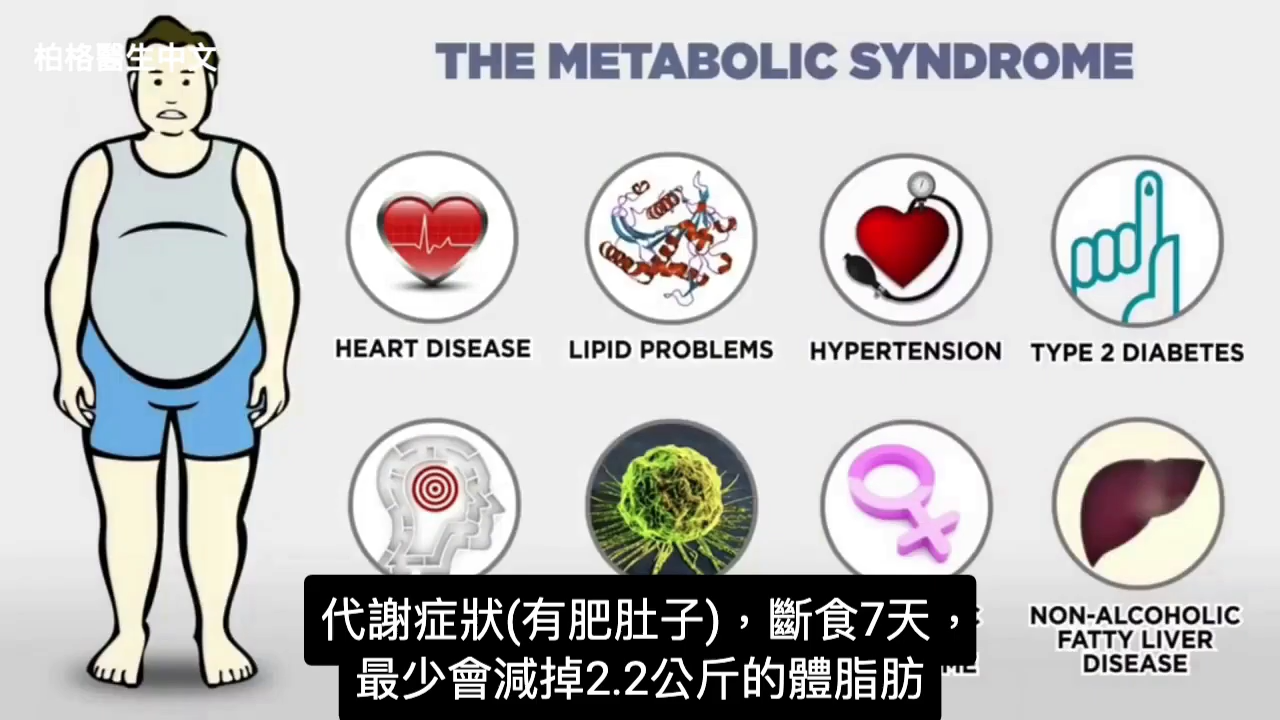 柏格醫生中文
THE METABOLIC SYNDROME
HEART DISEASE
LIPID PROBLEMS
HYPERTENSION
TYPE 2 DIABETES
NON-ALCOHOLIC
FATTY LIVER
DISEASE
代謝症狀(有肥肚子)，斷食7天，
最少會減掉2.2公斤的體脂肪